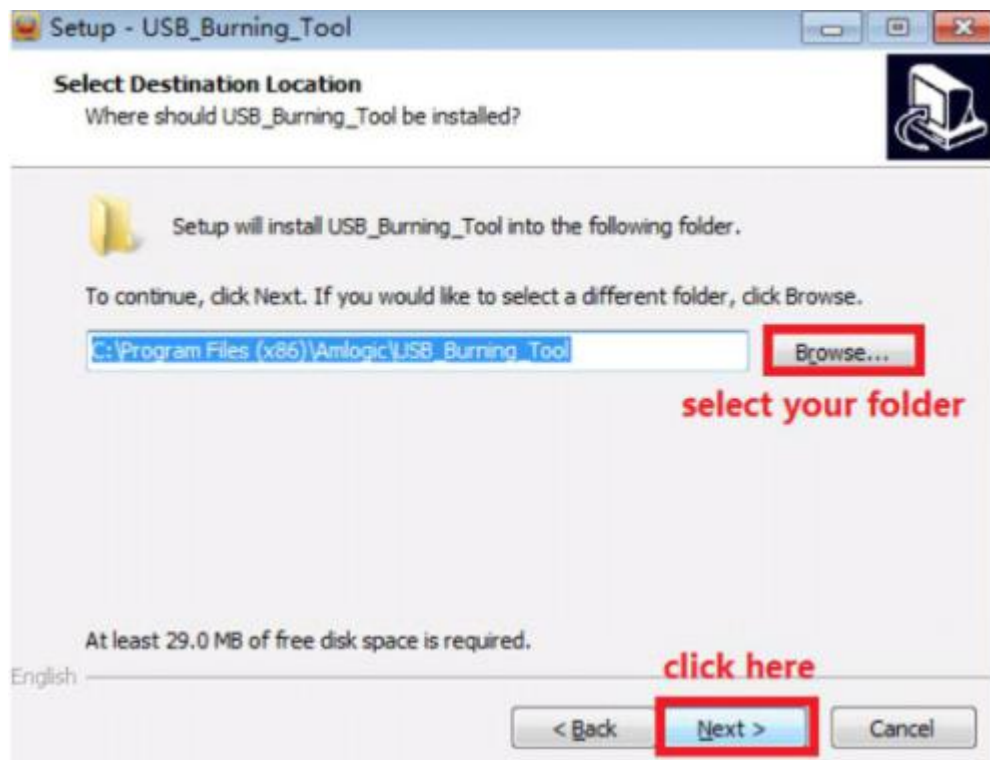 Setup - USB_Burning_Tool
Select Destination Location
Where should USB_Burning_Tool be installed?
Setup will install USB_Burning_Tool into the following folder.
To continue, click Next. If you would like to select a different folder, click Browse.
C:\Program Files (x86)\Amlogic\USB_Burning_Tool
Browse...
select your folder
At least 29.0 MB of free disk space is required.
click here
English
< Back
Next >
Cancel